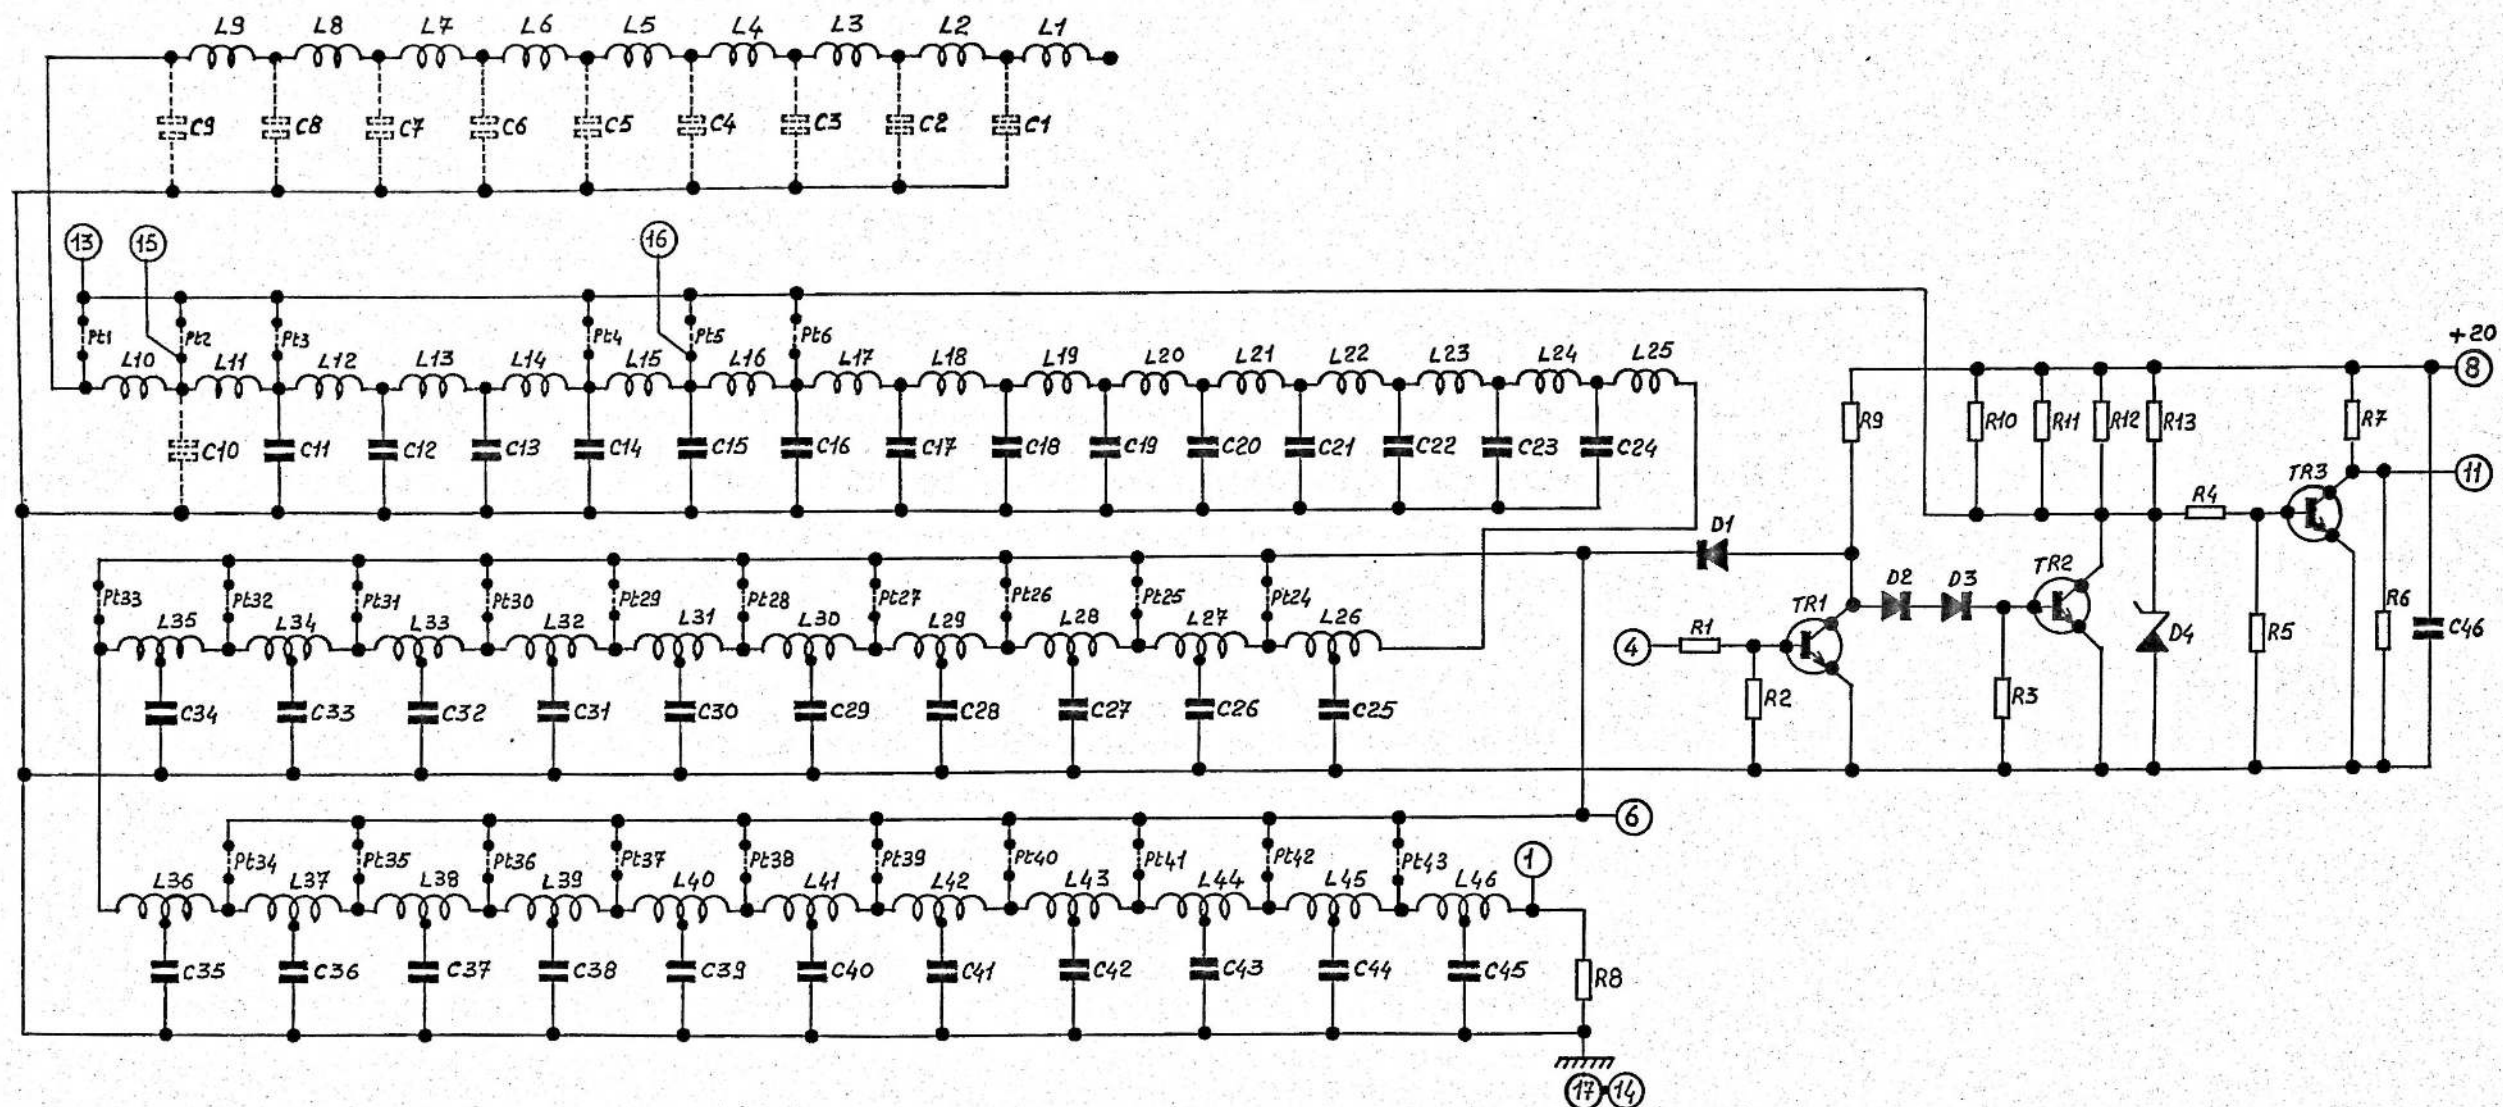 L9 L8 L7 L6 L5 L4 L3 L2 L1
C9 C8 C7 C6 C5 C4 C3 C2 C1
13 15 16
+20
Pt1 Pt2 Pt3 Pt4 Pt5 Pt6
L10 L11 L12 L13 L14 L15 L16 L17 L18 L19 L20 L21 L22 L23 L24 L25
8
C10 C11 C12 C13 C14 C15 C16 C17 C18 C19 C20 C21 C22 C23 C24
R9 R10 R11 R12 R13 R7
TR3 11
R4
D1
Pt33 Pt32 Pt31 Pt30 Pt29 Pt28 Pt27 Pt26 Pt25 Pt24
D2 D3 TR2
TR1
L35 L34 L33 L32 L31 L30 L29 L28 L27 L26
4 R1 D4 R5 R6 C46
R2 R3
C34 C33 C32 C31 C30 C29 C28 C27 C26 C25
6
Pt34 Pt35 Pt36 Pt37 Pt38 Pt39 Pt40 Pt41 Pt42 Pt43 1
L36 L37 L38 L39 L40 L41 L42 L43 L44 L45 L46
C35 C36 C37 C38 C39 C40 C41 C42 C43 C44 C45 R8
17 14